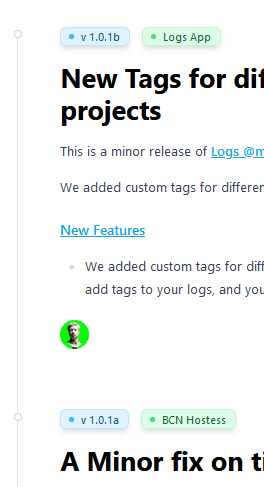 v 1.0.1b Logs App
New Tags for dif
projects
This is a minor release of Logs @m
We added custom tags for differen
New Features
We added custom tags for diff
add tags to your logs, and you
v 1.0.1a BCN Hostess
A Minor fix on ti